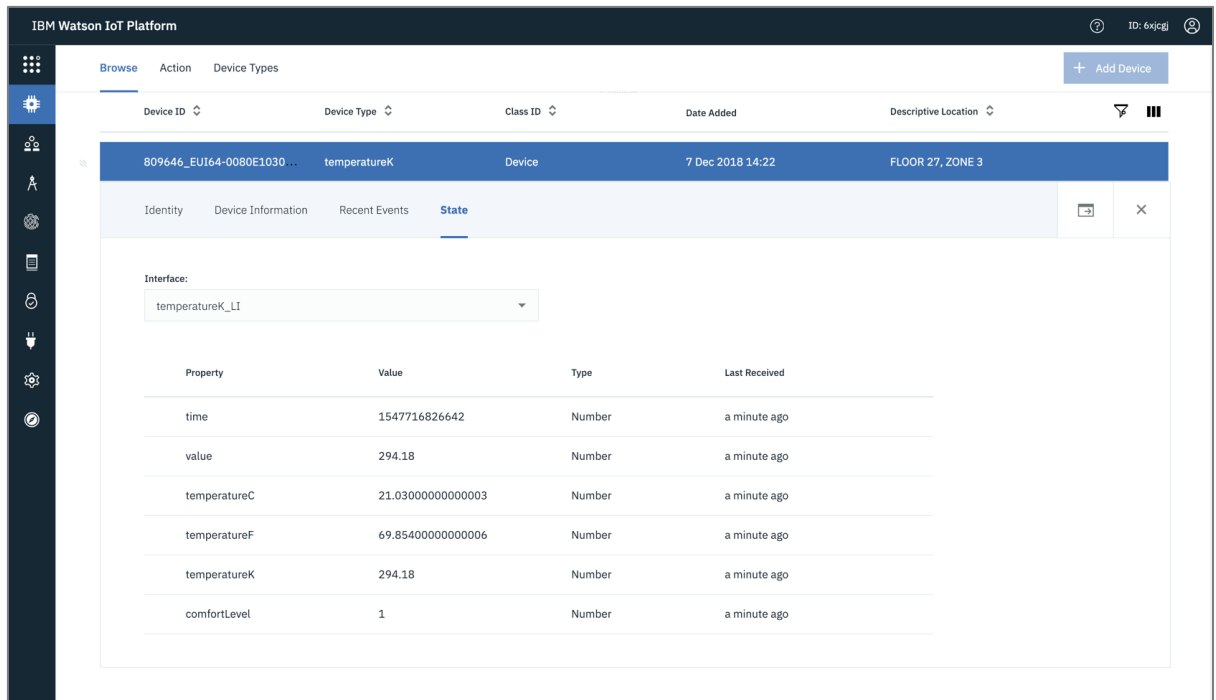 IBM Watson IoT Platform ID: 6xjcgj
Browse Action Device Types + Add Device
Device ID Device Type Class ID Date Added Descriptive Location
809646_EUI64-0080E1030... temperatureK Device 7 Dec 2018 14:22 FLOOR 27, ZONE 3
Identity Device Information Recent Events State
Interface:
temperatureK_LI
Property Value Type Last Received
time 1547716826642 Number a minute ago
value 294.18 Number a minute ago
temperatureC 21.03000000000003 Number a minute ago
temperatureF 69.85400000000006 Number a minute ago
temperatureK 294.18 Number a minute ago
comfortLevel 1 Number a minute ago